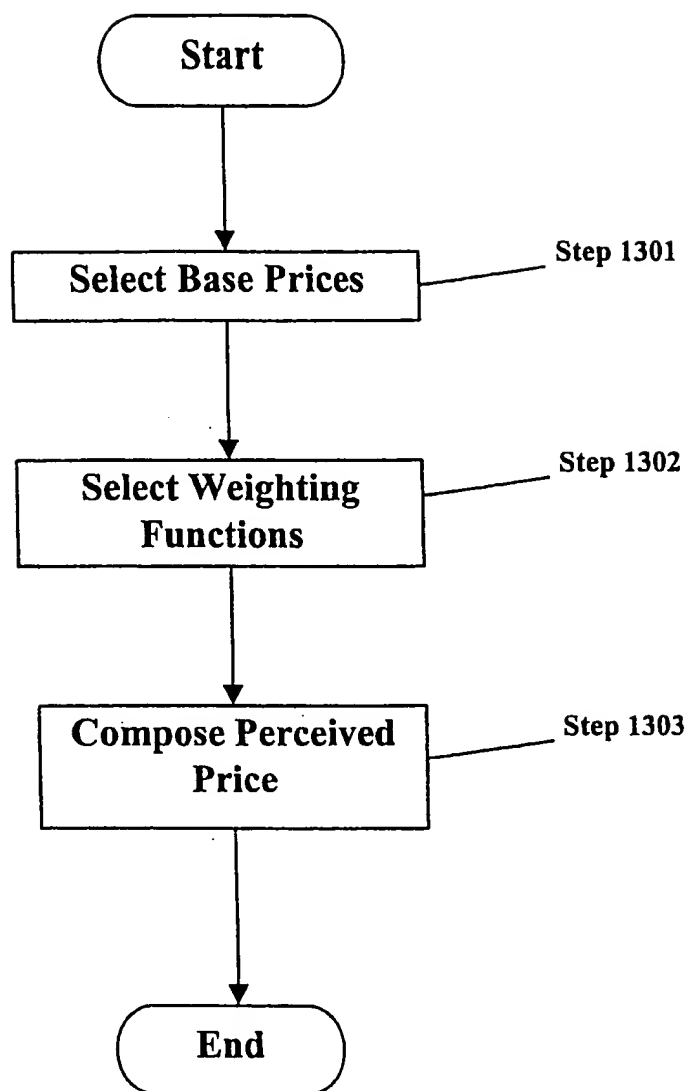 Start
Select Base Prices
Step 1301
Select Weighting
Functions
Step 1302
Compose Perceived
Price
Step 1303
End